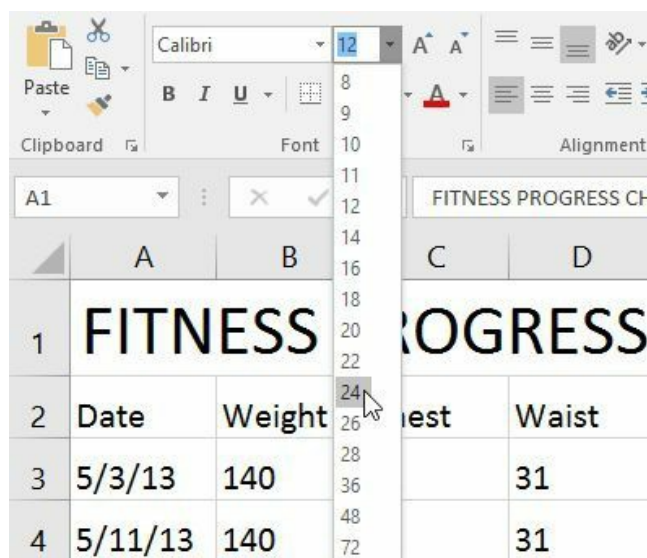 Calibri
12
A A
Paste
B I U
A
Clipboard
Font
Alignment
8
9
10
11
12
14
16
18
20
22
24
26
28
36
48
72
A1
FITNESS PROGRESS CH
A B C D
1 FITNESS ROGRESS
2 Date Weight est Waist
3 5/3/13 140 31
4 5/11/13 140 31